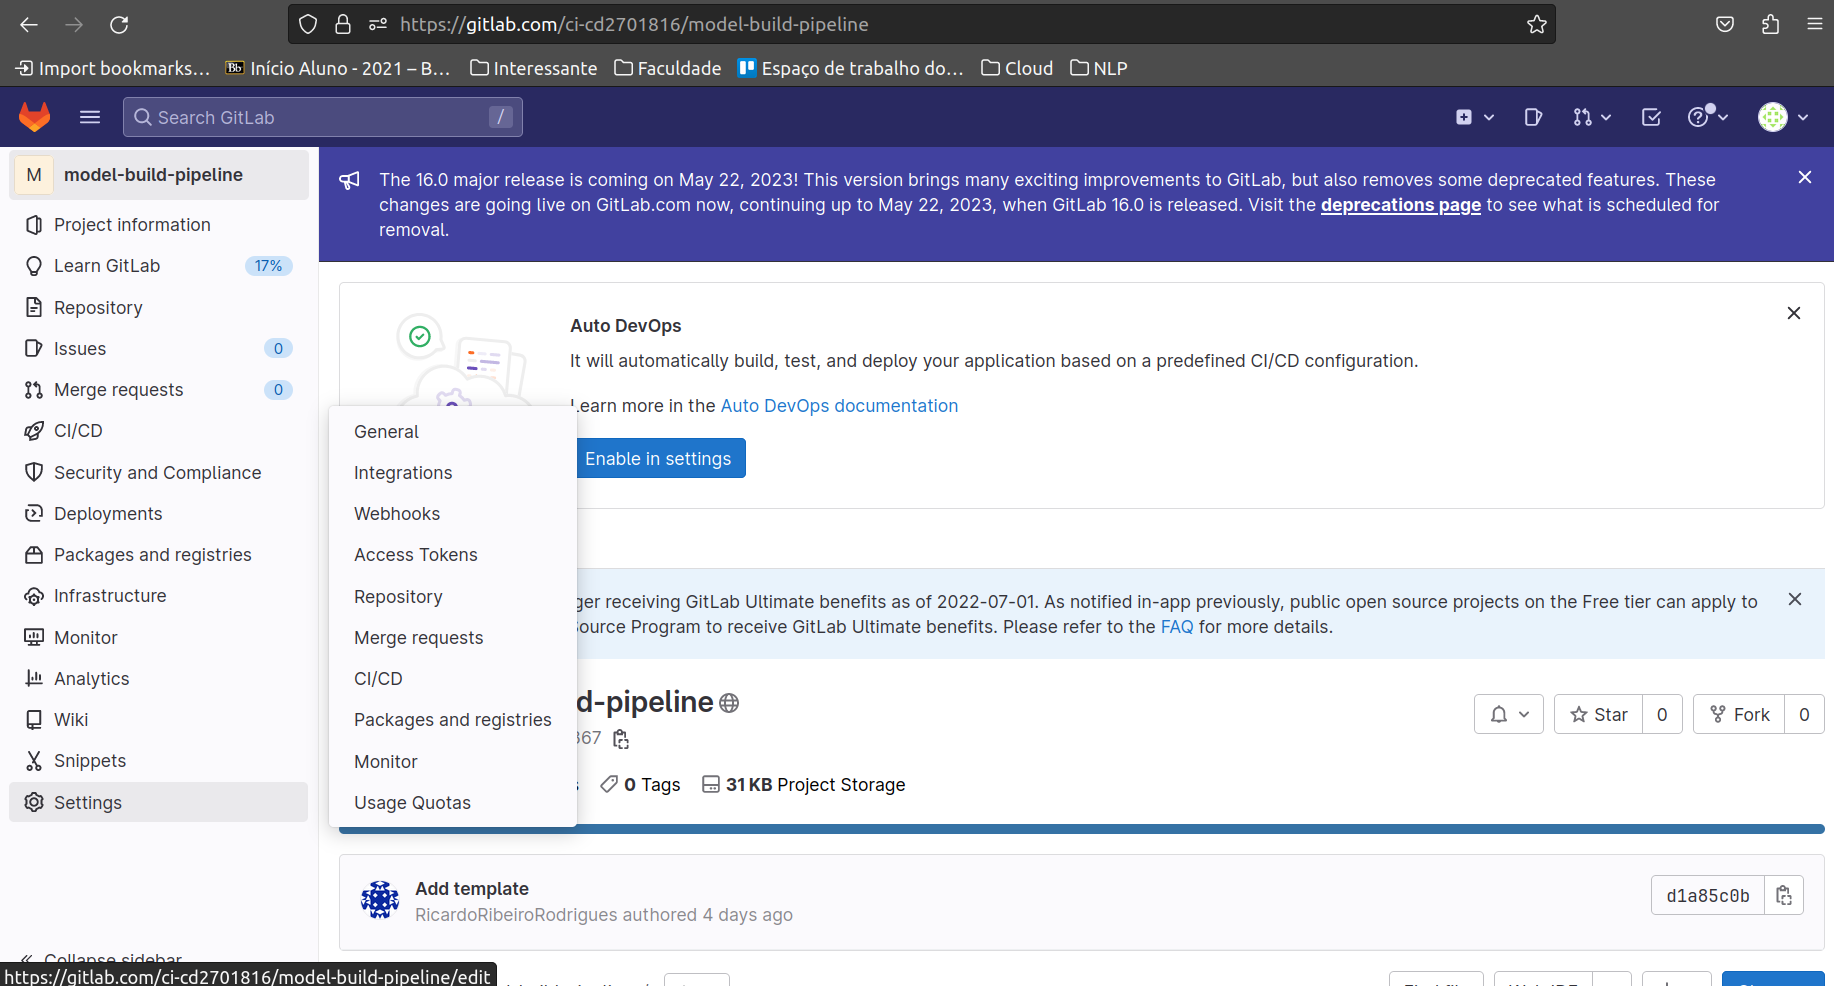 https://gitlab.com/ci-cd2701816/model-build-pipeline
Import bookmarks... Início Aluno - 2021 – B... Interessante Faculdade Espaço de trabalho do... Cloud NLP
Search GitLab /
M model-build-pipeline
Project information
Learn GitLab 17%
Repository
Issues 0
Merge requests 0
CI/CD
Security and Compliance
Deployments
Packages and registries
Infrastructure
Monitor
Analytics
Wiki
Snippets
Settings
Collapse sidebar
https://gitlab.com/ci-cd2701816/model-build-pipeline/edit
The 16.0 major release is coming on May 22, 2023! This version brings many exciting improvements to GitLab, but also removes some deprecated features. These
changes are going live on GitLab.com now, continuing up to May 22, 2023, when GitLab 16.0 is released. Visit the deprecations page to see what is scheduled for
removal.
Auto DevOps
It will automatically build, test, and deploy your application based on a predefined CI/CD configuration.
Learn more in the Auto DevOps documentation
Enable in settings
General
Integrations
Webhooks
Access Tokens
Repository
Merge requests
CI/CD
Packages and registries
Monitor
Usage Quotas
ger receiving GitLab Ultimate benefits as of 2022-07-01. As notified in-app previously, public open source projects on the Free tier can apply to
Source Program to receive GitLab Ultimate benefits. Please refer to the FAQ for more details.
d-pipeline
367
Star 0 Fork 0
s 0 Tags 31 KB Project Storage
Add template
RicardoRibeiroRodrigues authored 4 days ago
d1a85c0b